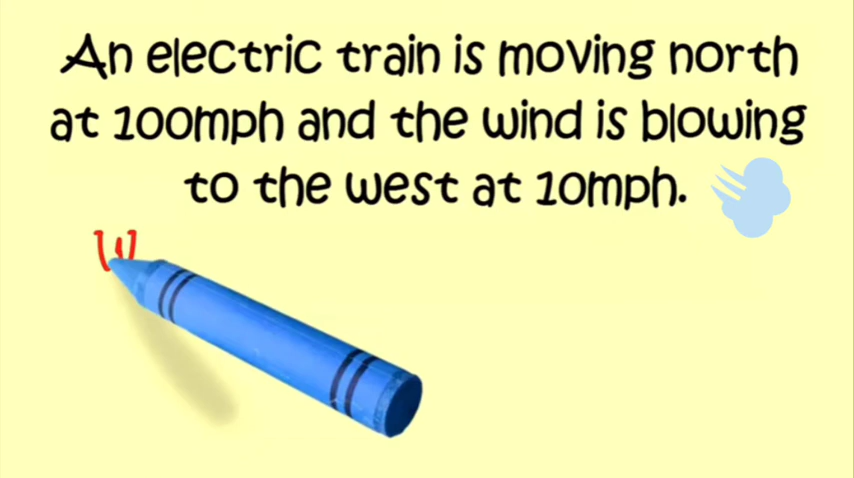 An electric train is moving north
at 100mph and the wind is blowing
to the west at 10mph.